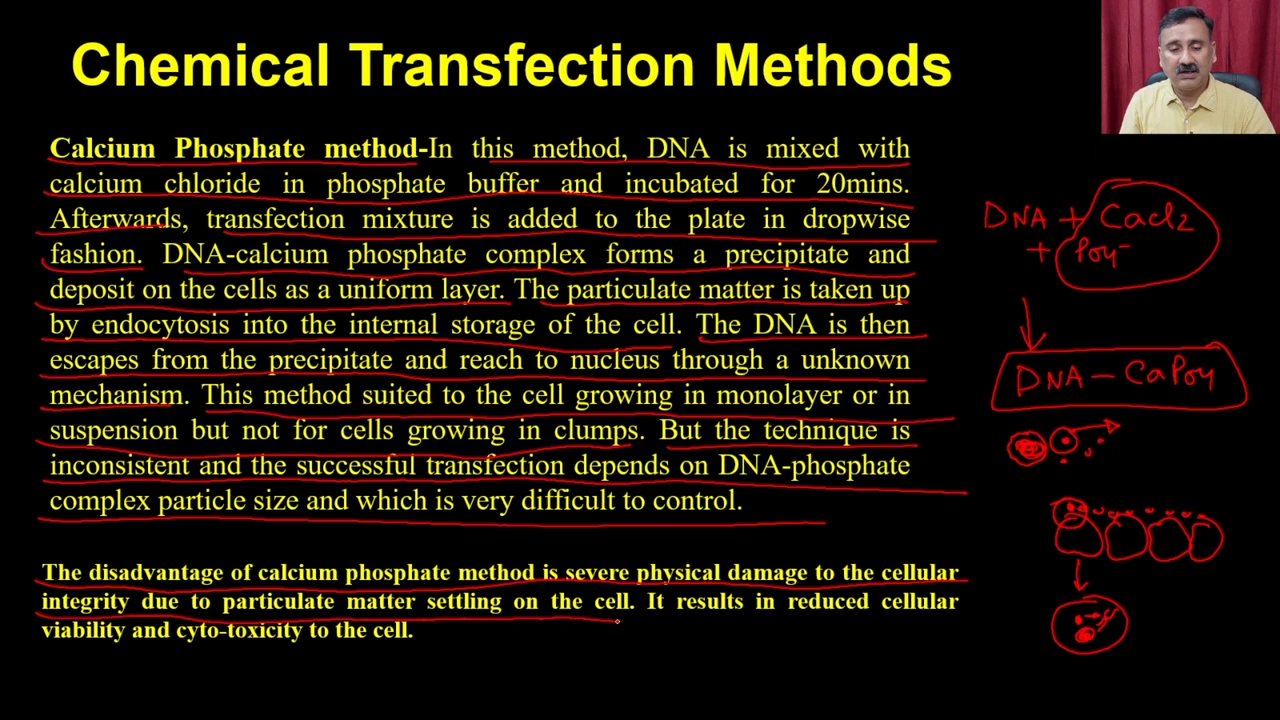 Chemical Transfection Methods
Calcium Phosphate method-In this method, DNA is mixed with
calcium chloride in phosphate buffer and incubated for 20mins.
Afterwards, transfection mixture is added to the plate in dropwise
fashion. DNA-calcium phosphate complex forms a precipitate and
deposit on the cells as a uniform layer. The particulate matter is taken up
by endocytosis into the internal storage of the cell. The DNA is then
escapes from the precipitate and reach to nucleus through a unknown
mechanism. This method suited to the cell growing in monolayer or in
suspension but not for cells growing in clumps. But the technique is
inconsistent and the successful transfection depends on DNA-phosphate
complex particle size and which is very difficult to control.
The disadvantage of calcium phosphate method is severe physical damage to the cellular
integrity due to particulate matter settling on the cell. It results in reduced cellular
viability and cyto-toxicity to the cell.
DNA + CaCl2
+ PO4-
DNA - CaPO4